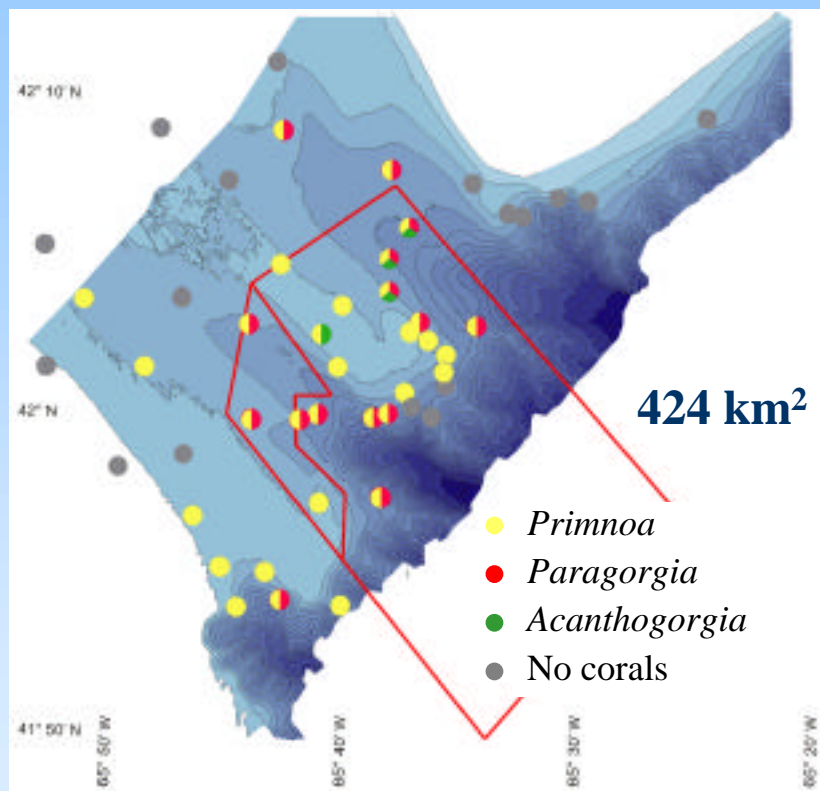 42° 10' N
42° N
424 km²
Primnoa
Paragorgia
Acanthogorgia
No corals
41° 50' N
65° 50' W
65° 40' W
65° 30' W
65° 20' W